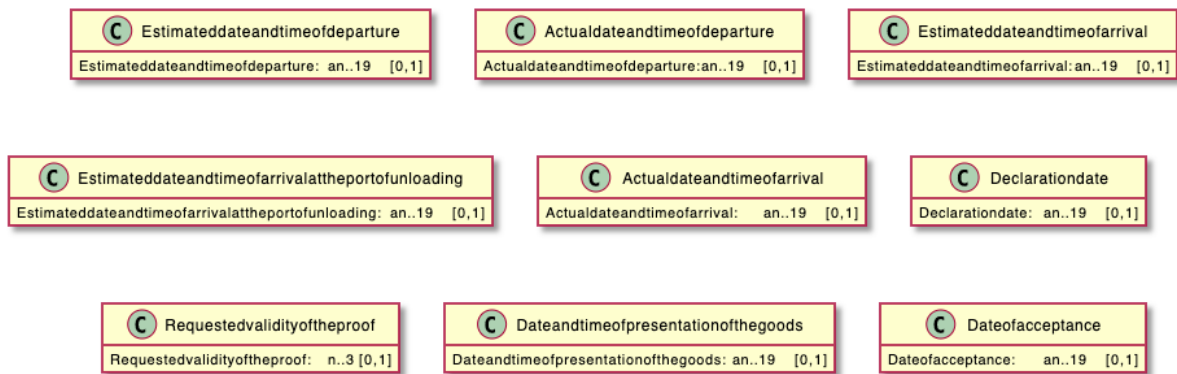 C Estimateddateandtimeofdeparture
Estimateddateandtimeofdeparture: an..19 [0,1]
C Actualdateandtimeofdeparture
Actualdateandtimeofdeparture:an..19 [0,1]
C Estimateddateandtimeofarrival
Estimateddateandtimeofarrival:an..19 [0,1]
C Estimateddateandtimeofarrivalattheportofunloading
Estimateddateandtimeofarrivalattheportofunloading: an..19 [0,1]
C Actualdateandtimeofarrival
Actualdateandtimeofarrival: an..19 [0,1]
C Declarationdate
Declarationdate: an..19 [0,1]
C Requestedvalidityoftheproof
Requestedvalidityoftheproof: n..3 [0,1]
C Dateandtimeofpresentationofthegoods
Dateandtimeofpresentationofthegoods: an..19 [0,1]
C Dateofacceptance
Dateofacceptance: an..19 [0,1]